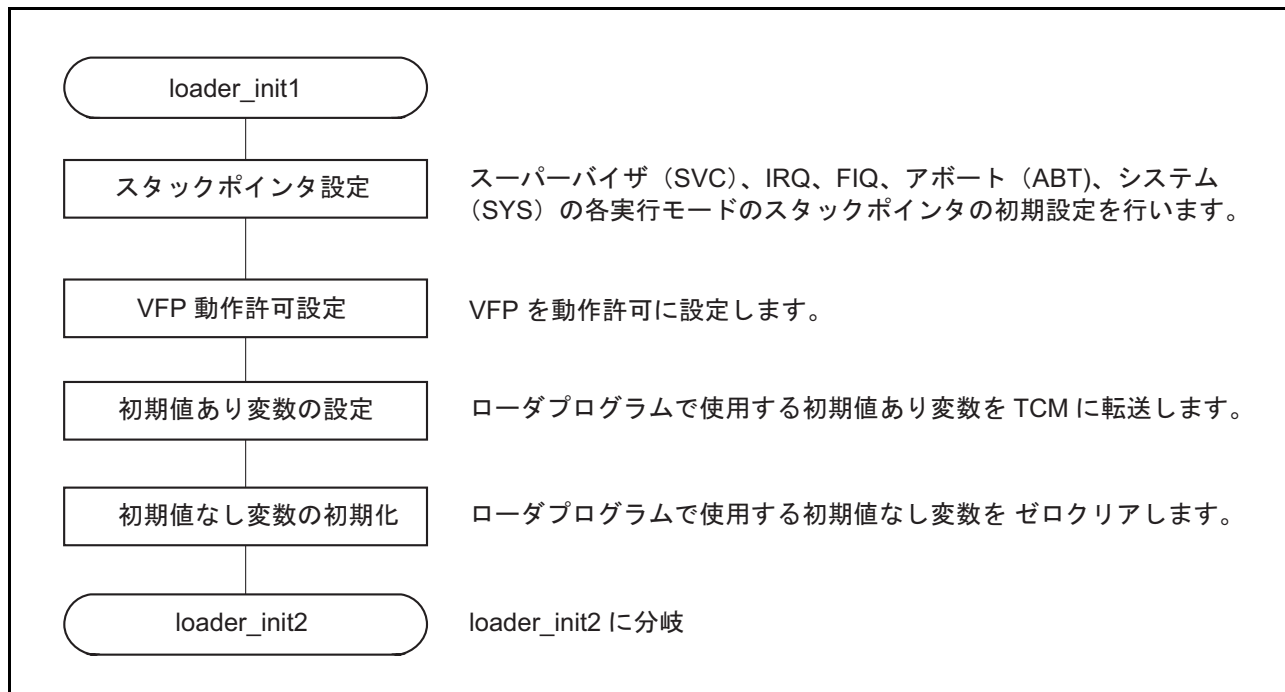 loader_init1
スタックポインタ設定
スーパーバイザ（SVC）、IRQ、FIQ、アボート（ABT)、システム
（SYS）の各実行モードのスタックポインタの初期設定を行います。
VFP 動作許可設定
VFP を動作許可に設定します。
初期値あり変数の設定
ローダプログラムで使用する初期値あり変数を TCM に転送します。
初期値なし変数の初期化
ローダプログラムで使用する初期値なし変数を ゼロクリアします。
loader_init2
loader_init2 に分岐